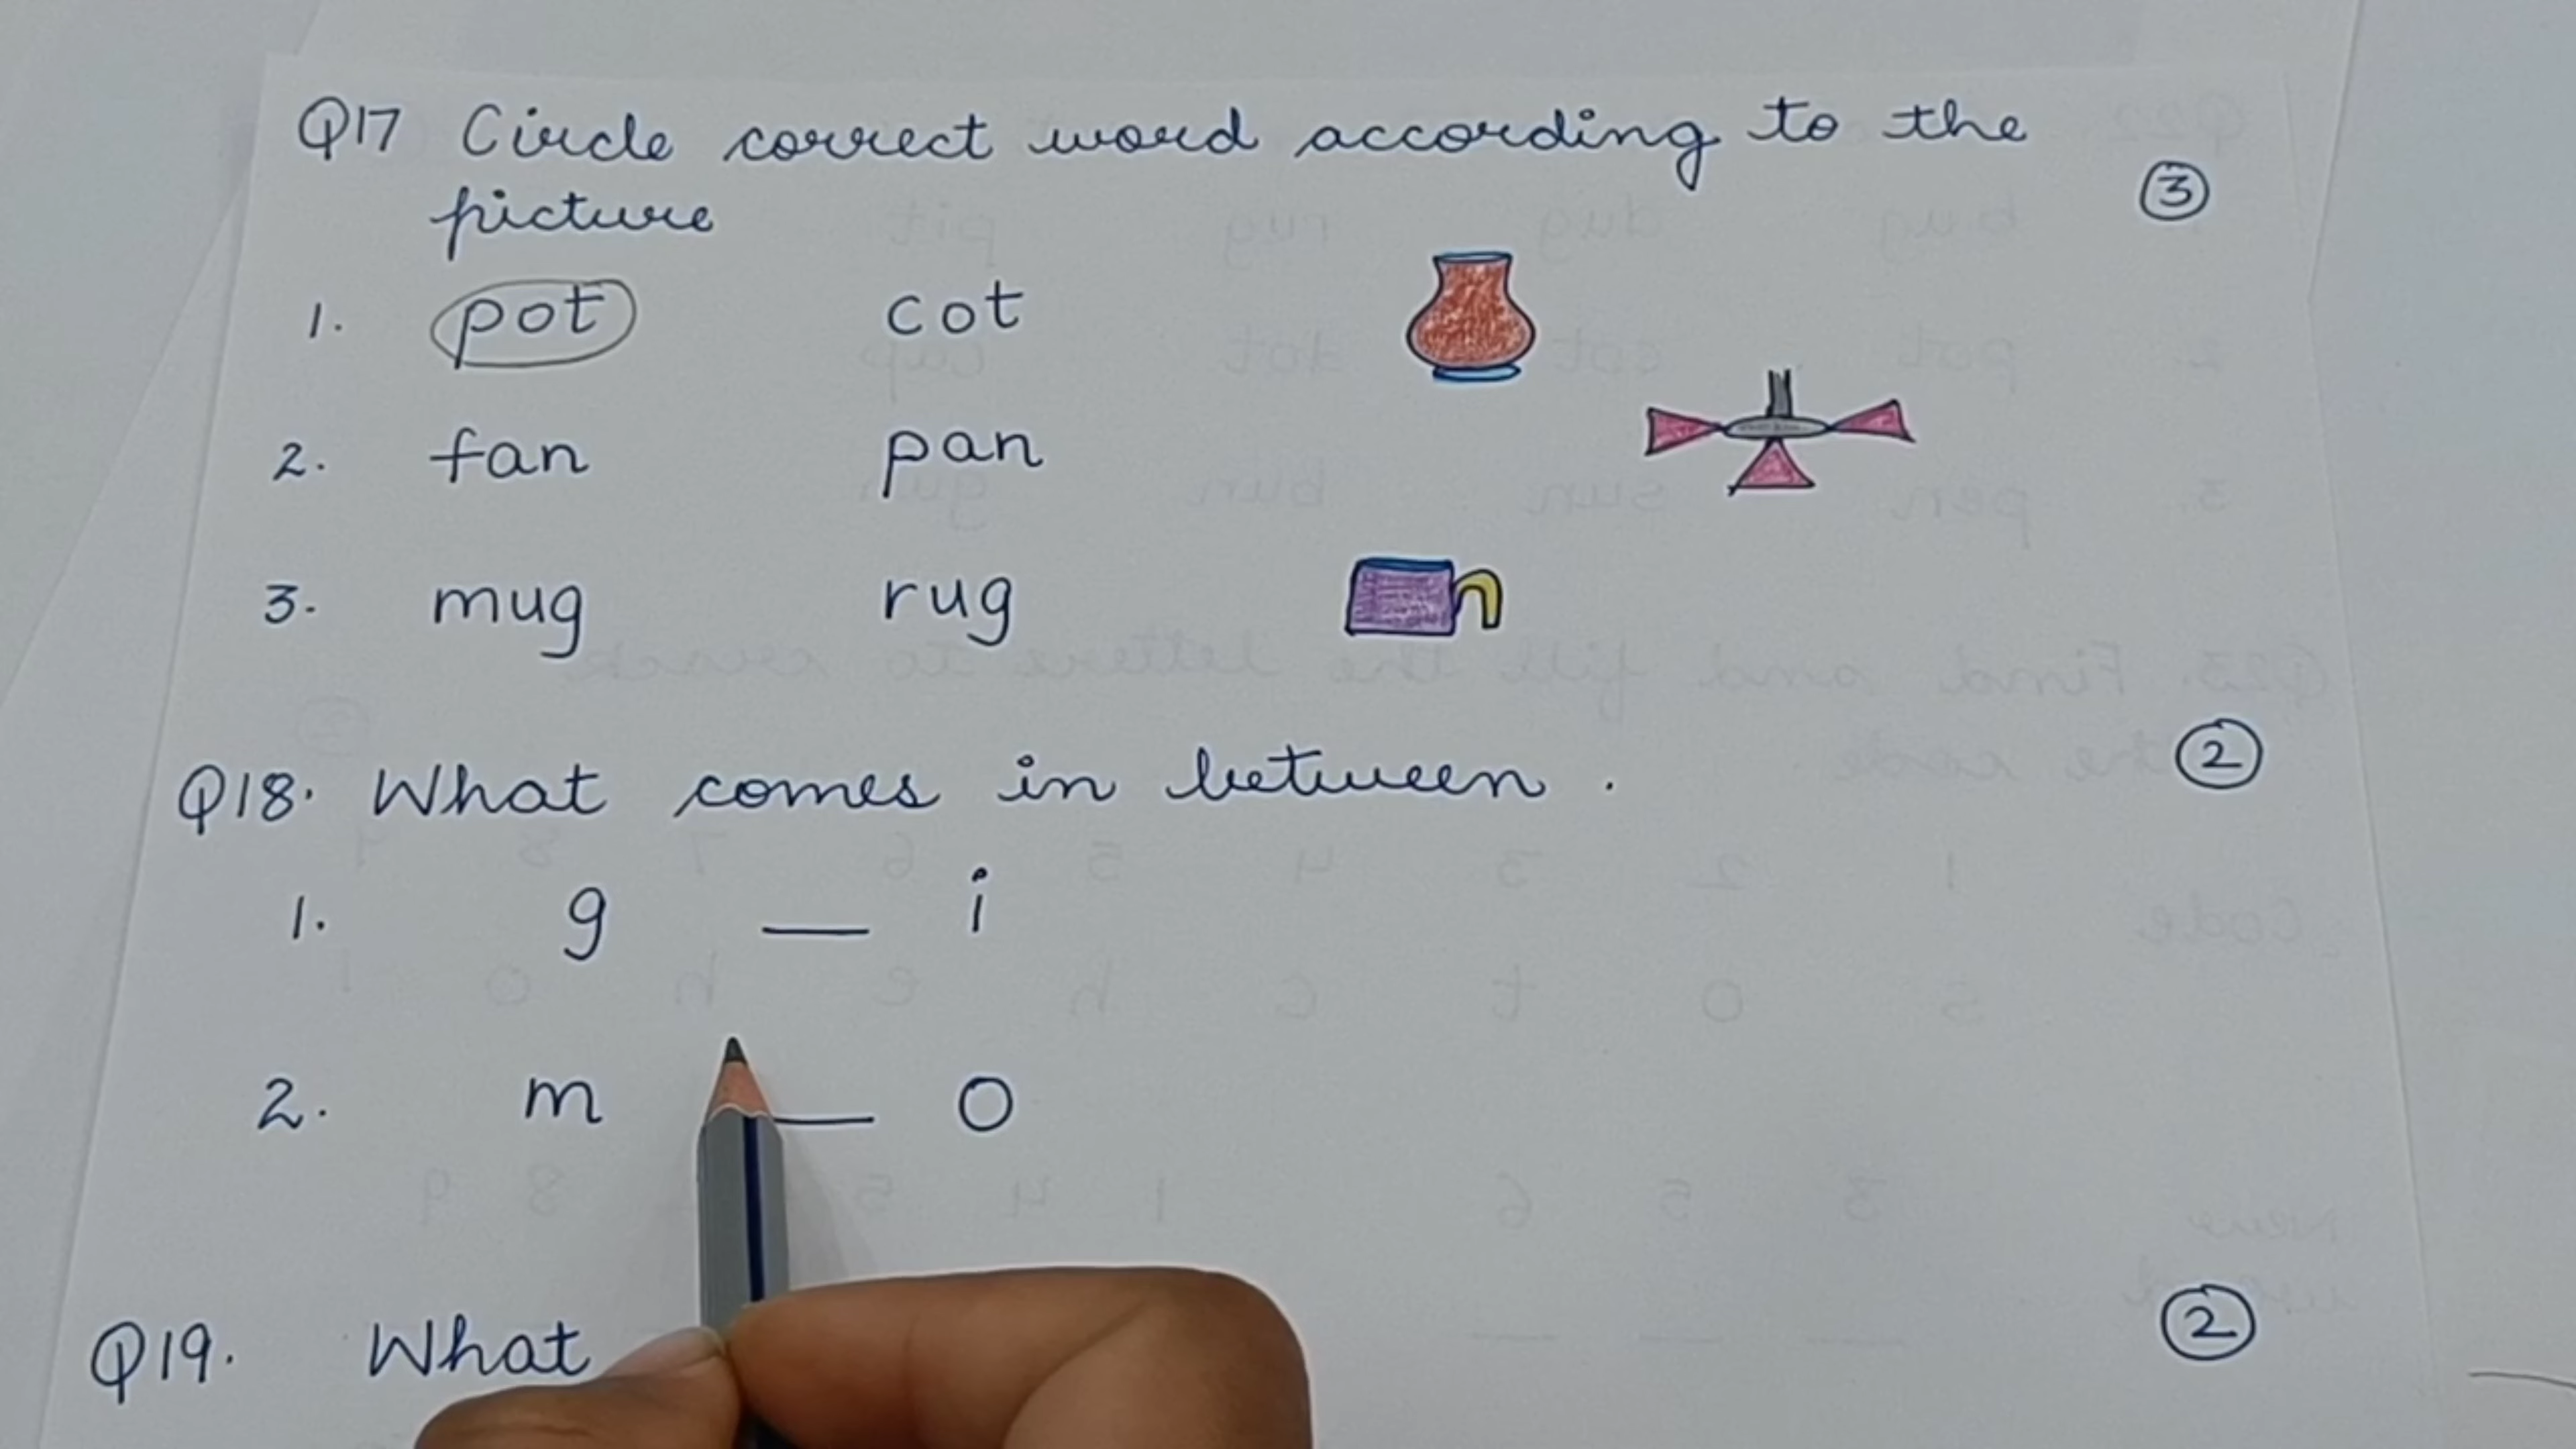 Q17 Circle correct word according to the
picture ③
1. pot cot
2. fan pan
3. mug rug
Q18. What comes in between . ②
1. g __ i
2. m __ o
Q19. What ②